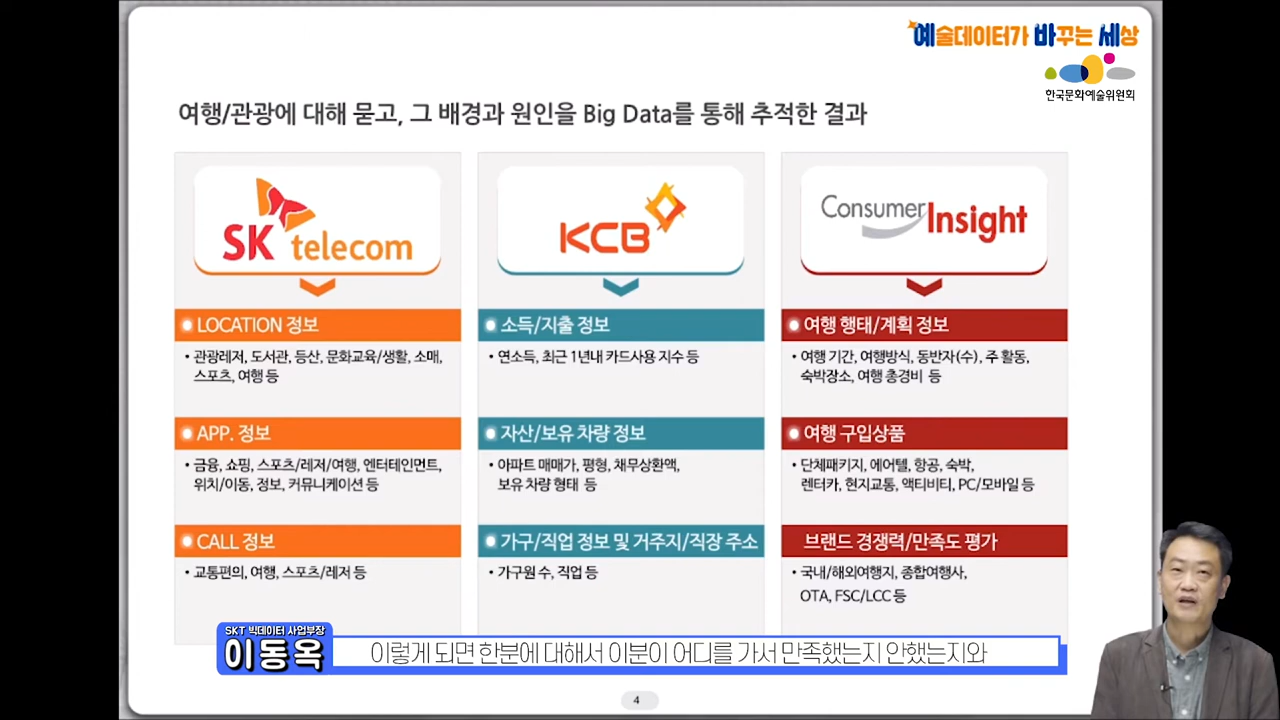 예술데이터가 바꾸는 세상
한국문화예술위원회
여행/관광에 대해 묻고, 그 배경과 원인을 Big Data를 통해 추적한 결과
SK telecom
LOCATION 정보
• 관광레저, 도서관, 등산, 문화교육/생활, 소매,
스포츠, 여행 등
APP. 정보
• 금융, 쇼핑, 스포츠/레저/여행, 엔터테인먼트,
위치/이동, 정보, 커뮤니케이션 등
CALL 정보
• 교통편의, 여행, 스포츠/레저 등
KCB
소득/지출 정보
• 연소득, 최근 1년내 카드사용 지수 등
자산/보유 차량 정보
• 아파트 매매가, 평형, 채무상환액,
보유 차량 형태 등
가구/직업 정보 및 거주지/직장 주소
• 가구원 수, 직업 등
Consumer Insight
여행 행태/계획 정보
• 여행 기간, 여행방식, 동반자(수), 주 활동,
숙박장소, 여행 총경비 등
여행 구입상품
• 단체패키지, 에어텔, 항공, 숙박,
렌터카, 현지교통, 액티비티, PC/모바일 등
브랜드 경쟁력/만족도 평가
• 국내/해외여행지, 종합여행사,
OTA, FSC/LCC 등
SKT 빅데이터 사업부장
이동옥
이렇게 되면 한분에 대해서 이분이 어디를 가서 만족했는지 안했는지와
4